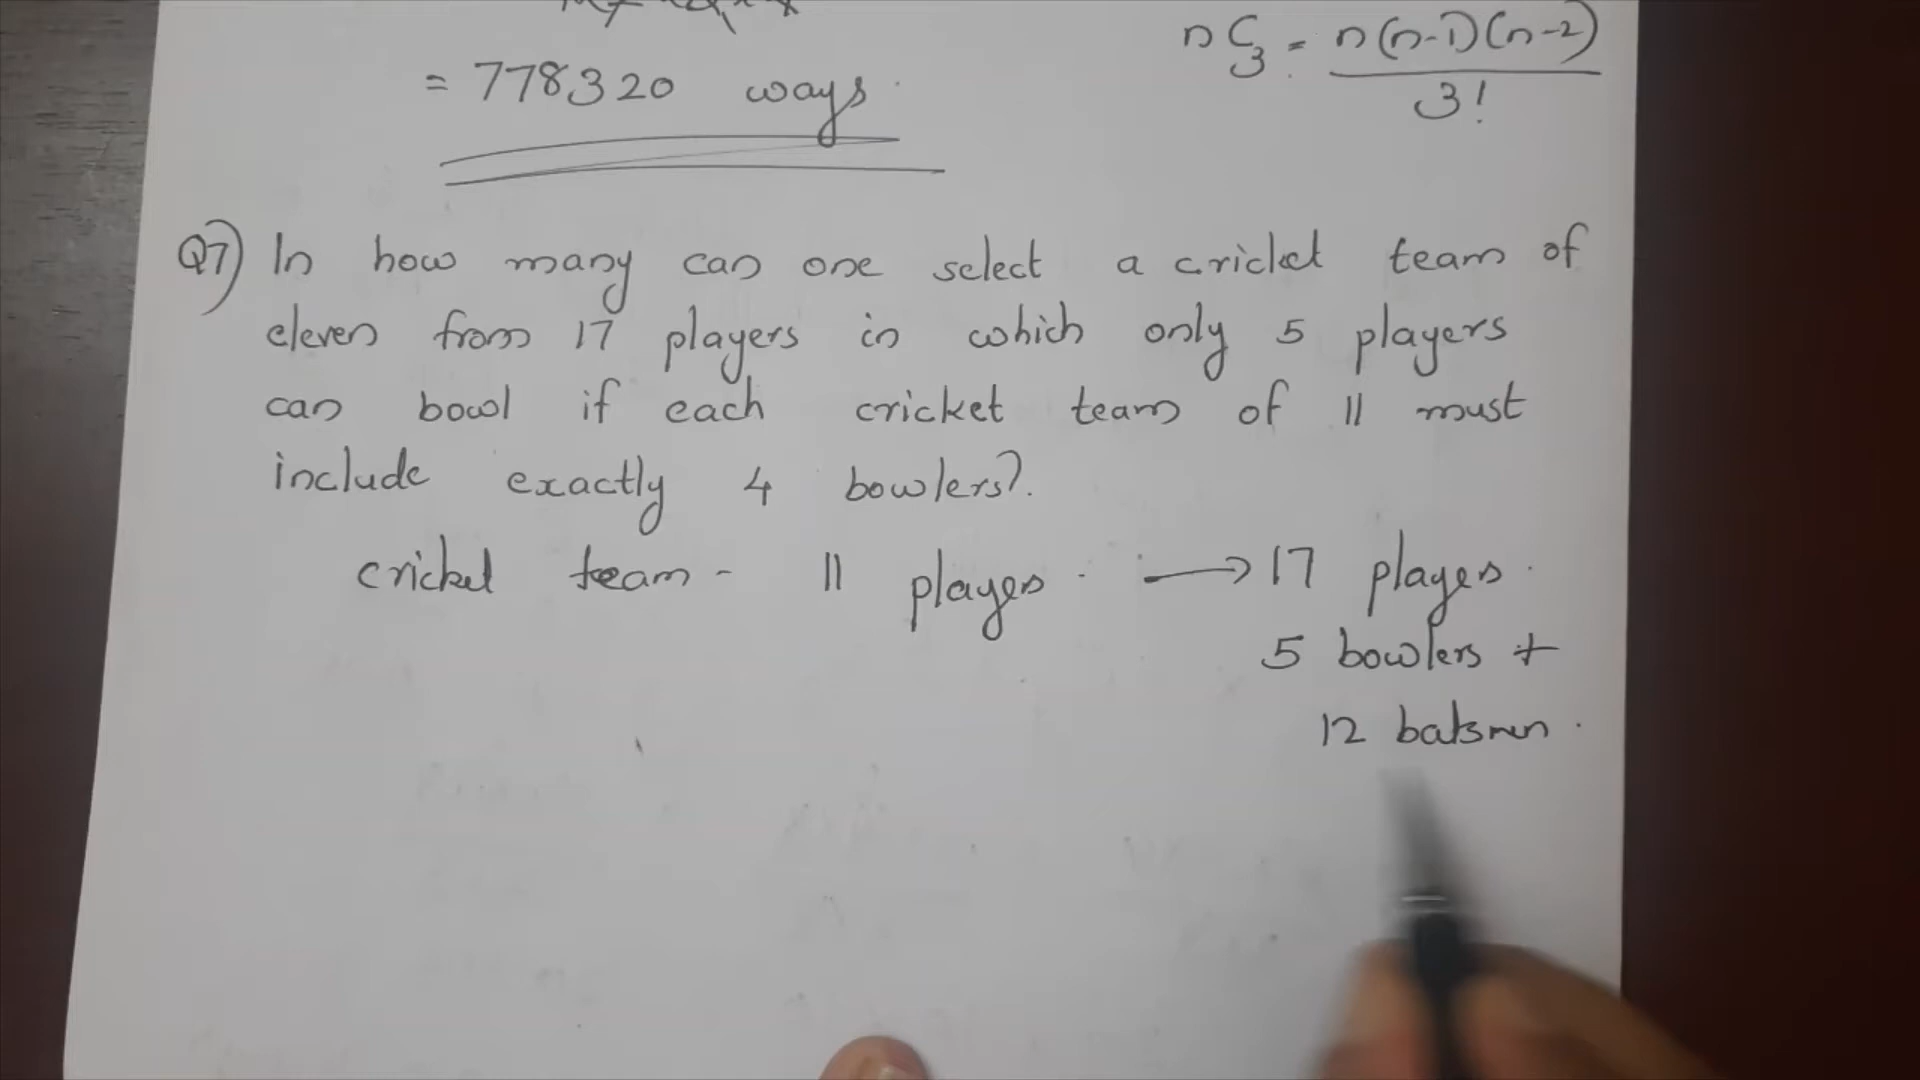 = 778320 ways
nC3 = n(n-1)(n-2)
3!
Q7) In how many can one select a cricket team of
eleven from 17 players in which only 5 players
can bowl if each cricket team of 11 must
include exactly 4 bowlers?.
cricket team - 11 players. → 17 players.
5 bowlers +
12 batsmen.